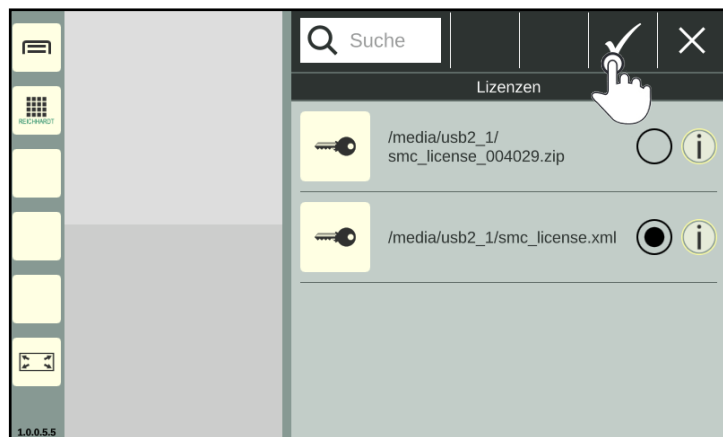 Suche
Lizenzen
REICHHARDT
/media/usb2_1/
smc_license_004029.zip
/media/usb2_1/smc_license.xml
1.0.0.5.5